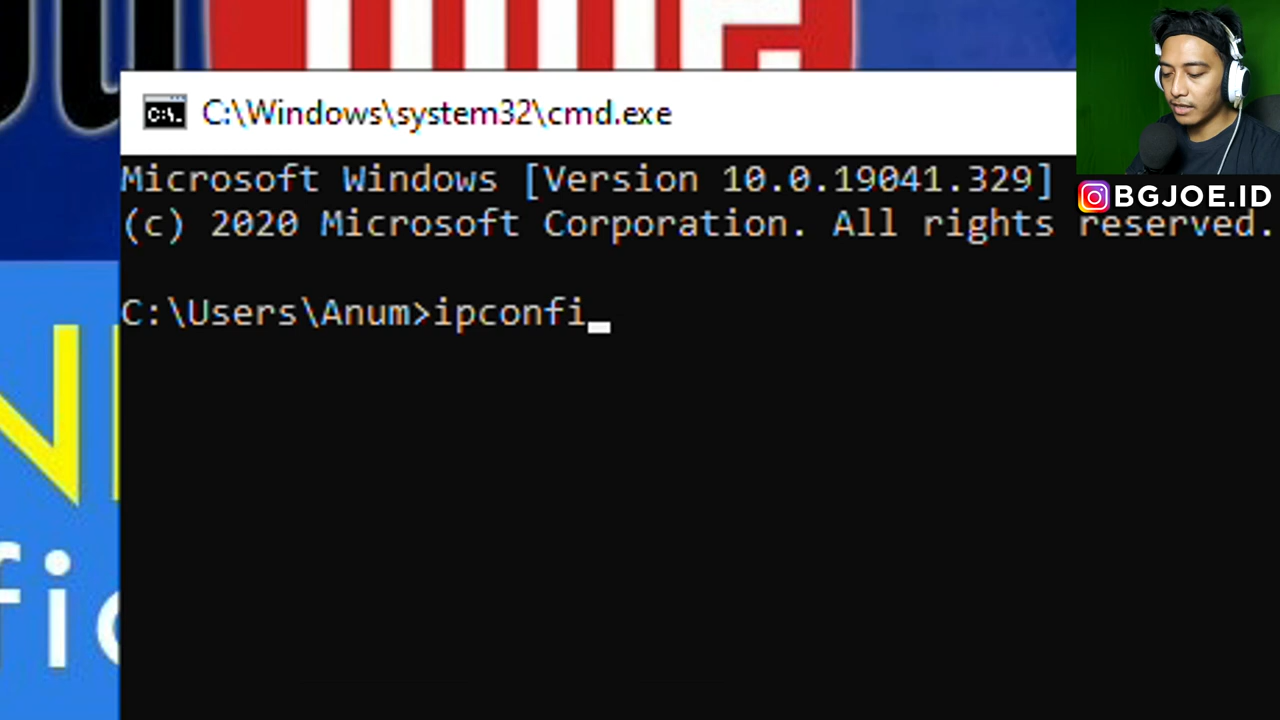 C:\Windows\system32\cmd.exe
BGJOE.ID
Microsoft Windows [Version 10.0.19041.329]
(c) 2020 Microsoft Corporation. All rights reserved.
C:\Users\Anum>ipconfi